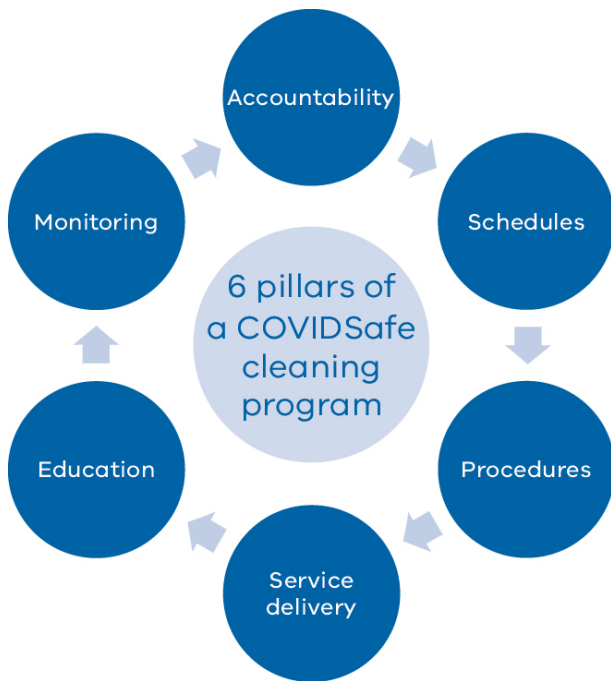 Accountability
Schedules
Procedures
Service
delivery
Education
Monitoring
6 pillars of
a COVIDSafe
cleaning
program